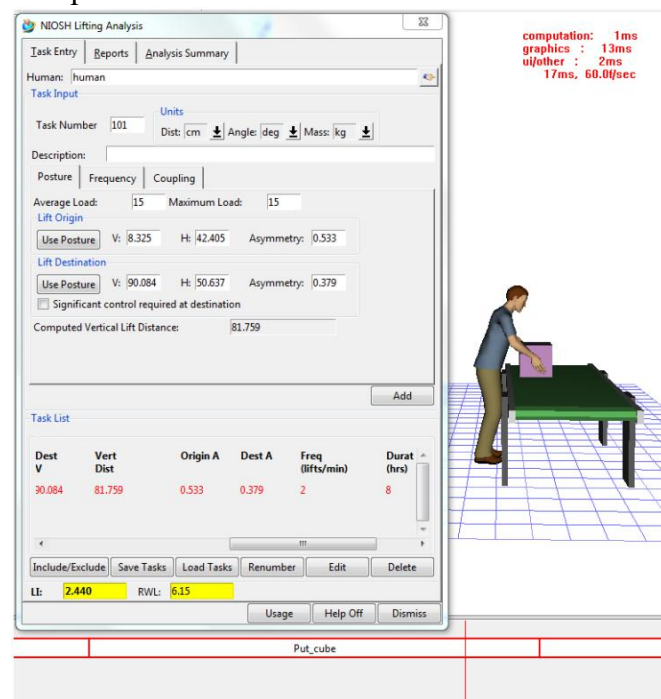 NIOSH Lifting Analysis
computation: 1ms
graphics : 13ms
ui/other : 2ms
17ms, 60.0f/sec
Task Entry Reports Analysis Summary
Human: human
Task Input
Units
Task Number 101 Dist: cm Angle: deg Mass: kg
Description:
Posture Frequency Coupling
Average Load: 15 Maximum Load: 15
Lift Origin
Use Posture V: 8.325 H: 42.405 Asymmetry: 0.533
Lift Destination
Use Posture V: 90.084 H: 50.637 Asymmetry: 0.379
Significant control required at destination
Computed Vertical Lift Distance: 81.759
Add
Task List
Dest Vert Origin A Dest A Freq Durat
V Dist (lifts/min) (hrs)
90.084 81.759 0.533 0.379 2 8
Include/Exclude Save Tasks Load Tasks Renumber Edit Delete
LI: 2.440 RWL: 6.15
Usage Help Off Dismiss
Put_cube